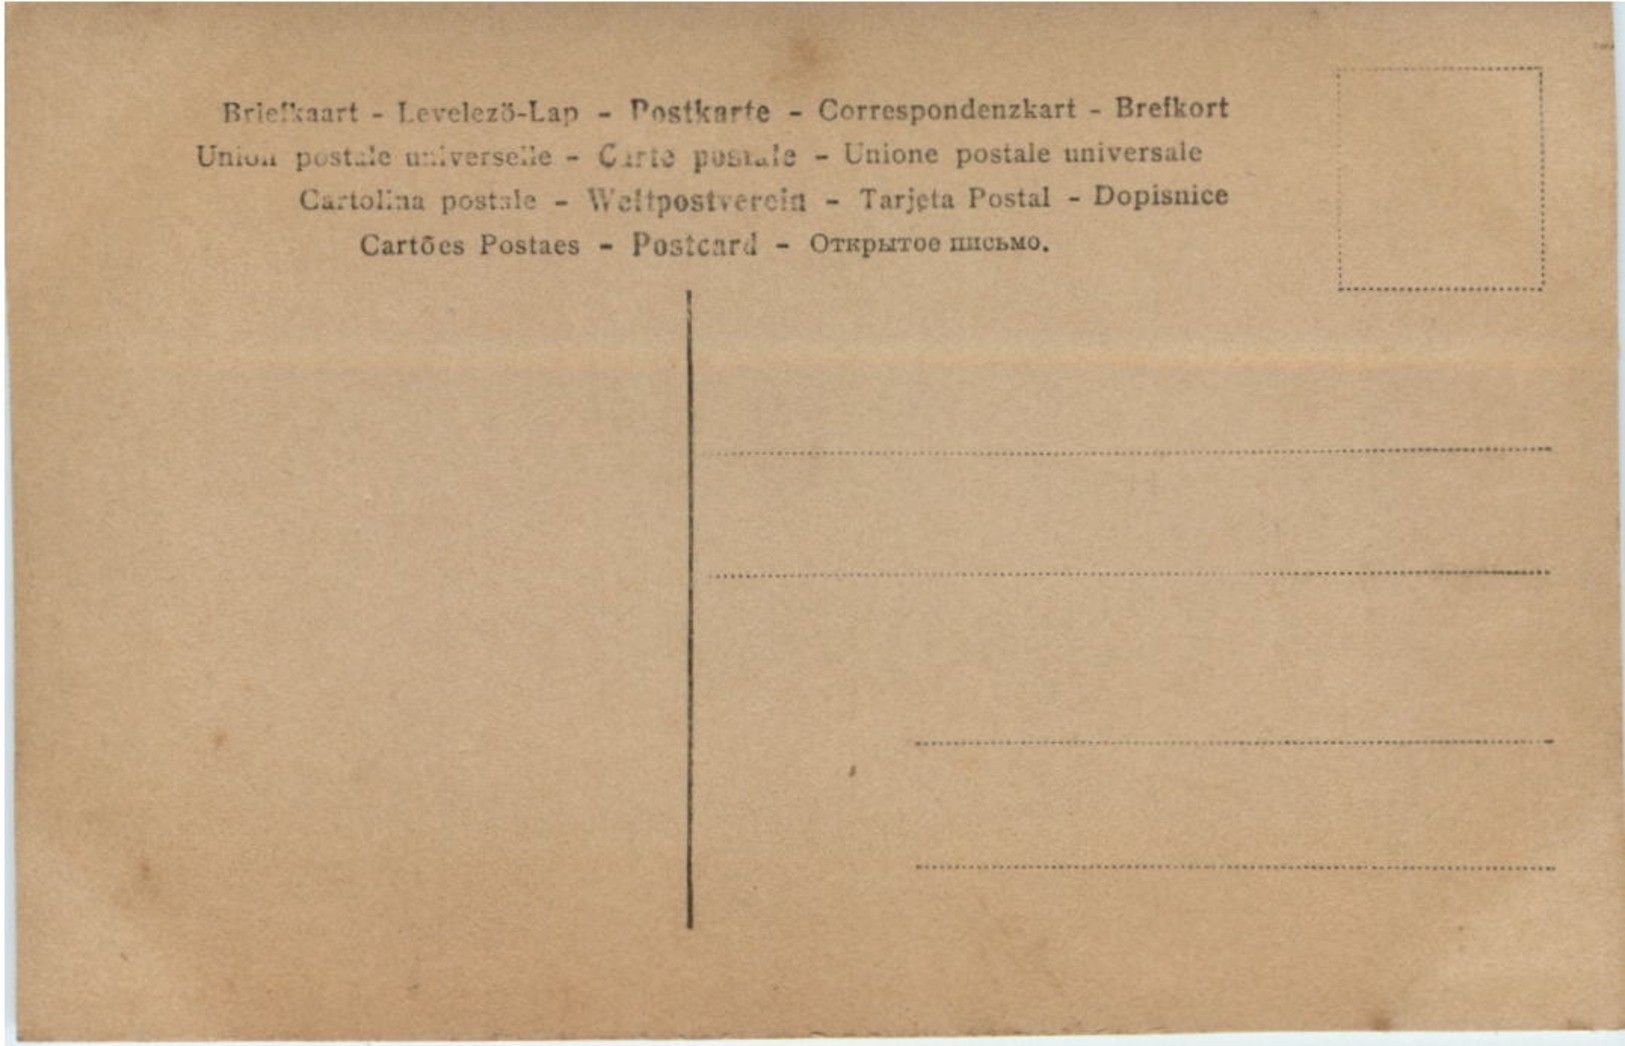 Briefkaart - Levelező-Lap - Postkarte - Correspondenzkart - Brefkort
Union postale universelle - Carte postale - Unione postale universale
Cartolina postale - Weltpostverein - Tarjeta Postal - Dopisnice
Cartões Postaes - Postcard - Открытое письмо.